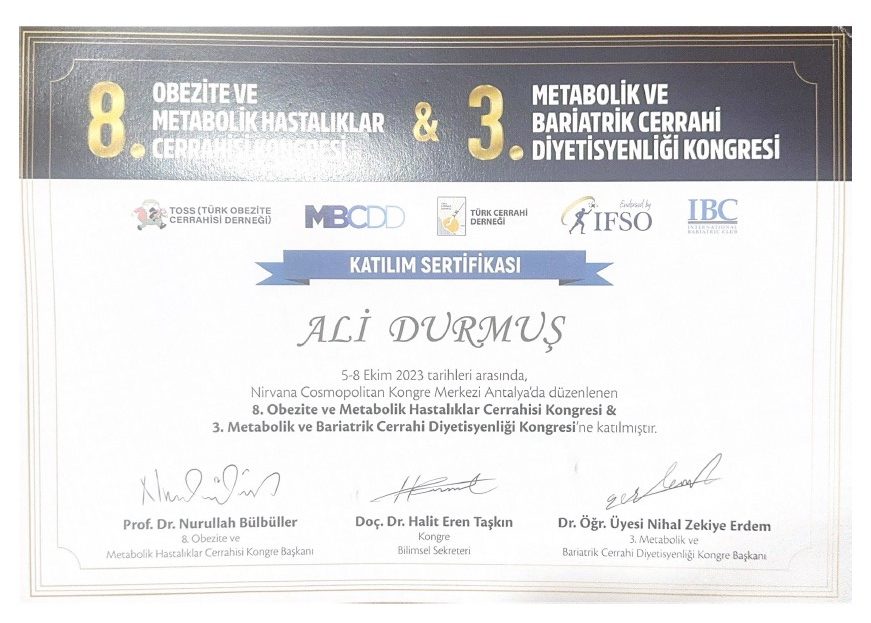 8. OBEZİTE VE
METABOLİK HASTALIKLAR
CERRAHİSİ KONGRESİ
&
3. METABOLİK VE
BARİATRİK CERRAHİ
DİYETİSYENLİĞİ KONGRESİ
TOSS (TÜRK OBEZİTE
CERRAHİSİ DERNEĞİ)
MBCDD
TÜRK CERRAHİ
DERNEĞİ
Endorsed by
IFSO
IBC
INTERNATIONAL
BARIATRIC CLUB
KATILIM SERTİFİKASI
ALİ DURMUŞ
5-8 Ekim 2023 tarihleri arasında,
Nirvana Cosmopolitan Kongre Merkezi Antalya'da düzenlenen
8. Obezite ve Metabolik Hastalıklar Cerrahisi Kongresi &
3. Metabolik ve Bariatrik Cerrahi Diyetisyenliği Kongresi'ne katılmıştır.
Prof. Dr. Nurullah Bülbüller
8. Obezite ve
Metabolik Hastalıklar Cerrahisi Kongre Başkanı
Doç. Dr. Halit Eren Taşkın
Kongre
Bilimsel Sekreteri
Dr. Öğr. Üyesi Nihal Zekiye Erdem
3. Metabolik ve
Bariatrik Cerrahi Diyetisyenliği Kongre Başkanı